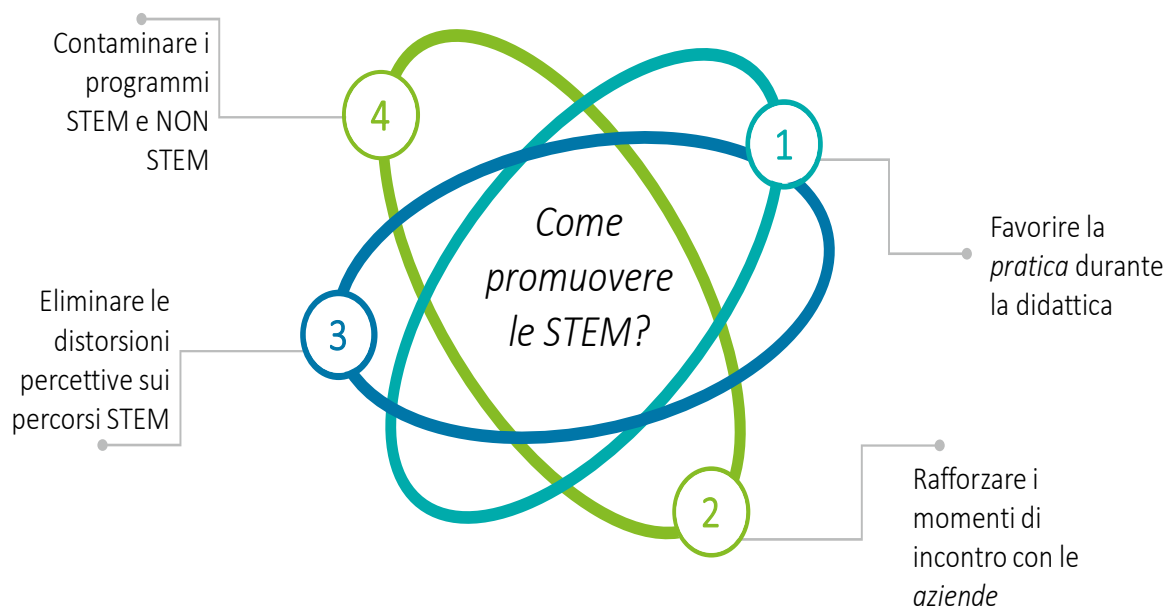 Come
promuovere
le STEM?
1
Favorire la
pratica durante
la didattica
2
Rafforzare i
momenti di
incontro con le
aziende
3
Eliminare le
distorsioni
percettive sui
percorsi STEM
4
Contaminare i
programmi
STEM e NON
STEM